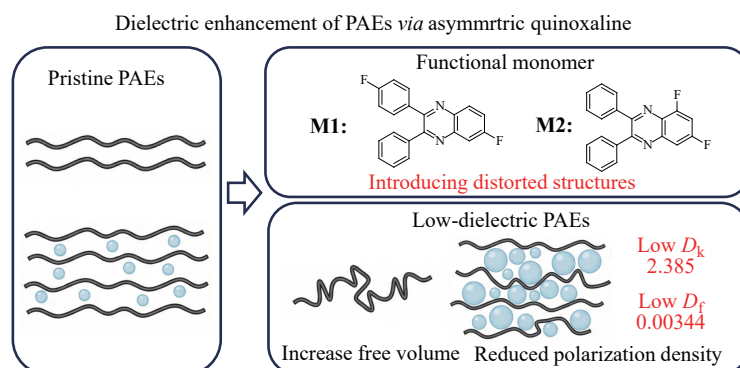 Dielectric enhancement of PAEs via asymmrtric quinoxaline
Pristine PAEs
Functional monomer
M1:
F
N
N
F
M2:
F
N
N
F
Introducing distorted structures
Low-dielectric PAEs
Low Dk
2.385
Low Df
0.00344
Increase free volume
Reduced polarization density